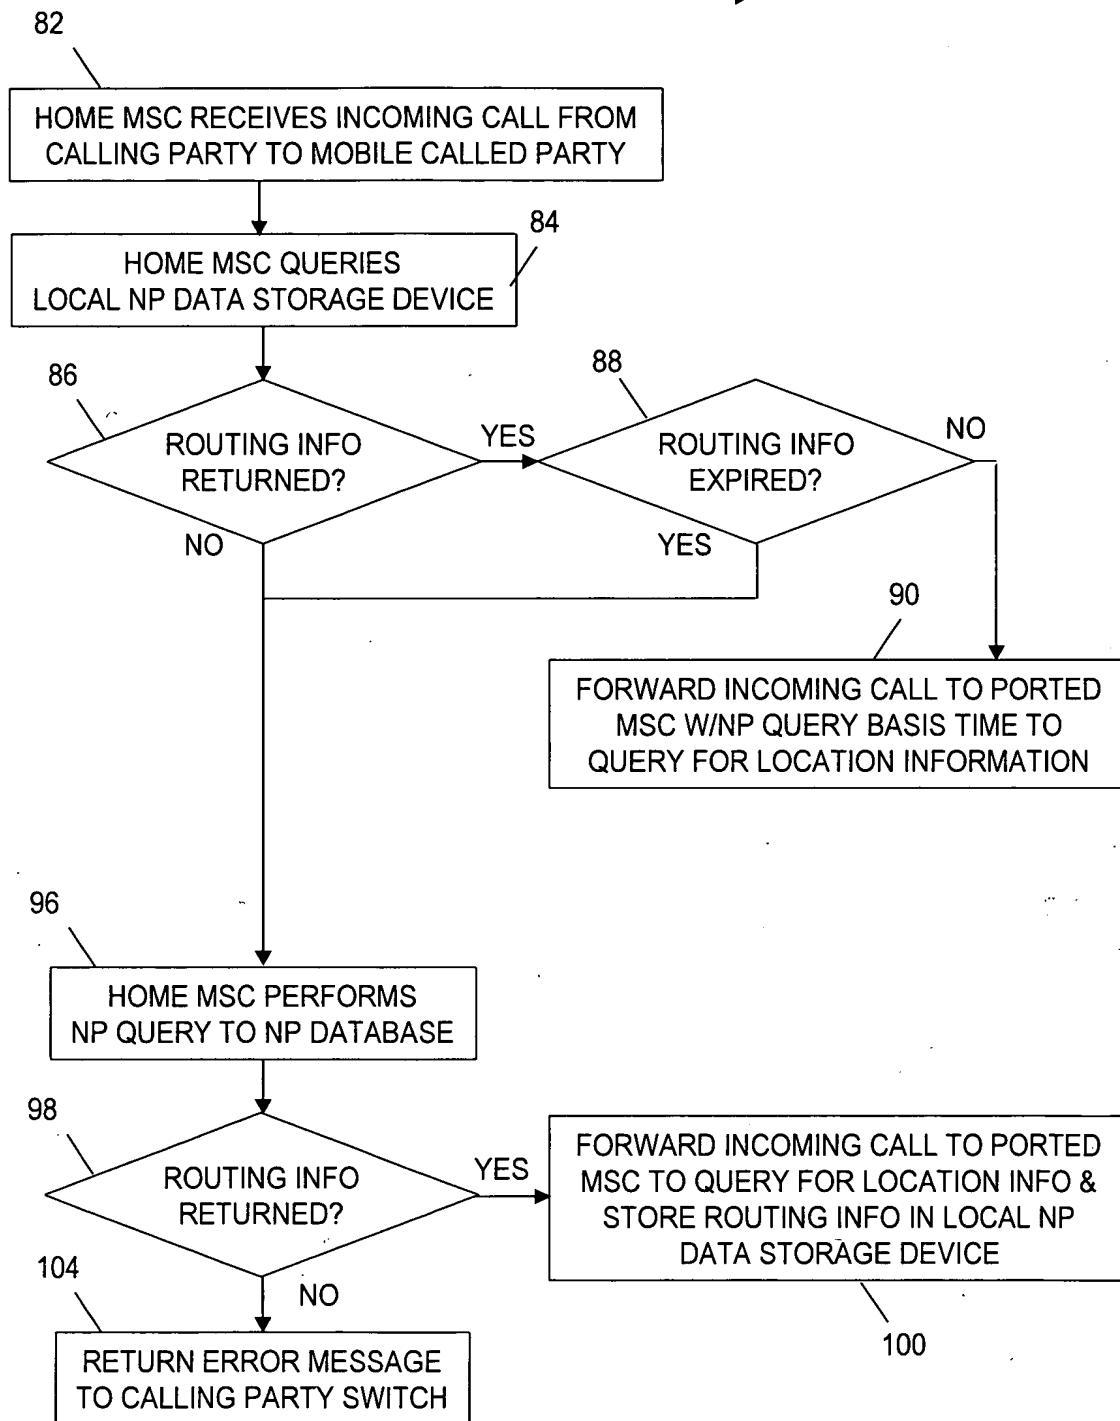 82
HOME MSC RECEIVES INCOMING CALL FROM
CALLING PARTY TO MOBILE CALLED PARTY
84
HOME MSC QUERIES
LOCAL NP DATA STORAGE DEVICE
86
ROUTING INFO
RETURNED?
YES
NO
88
ROUTING INFO
EXPIRED?
NO
YES
90
FORWARD INCOMING CALL TO PORTED
MSC W/NP QUERY BASIS TIME TO
QUERY FOR LOCATION INFORMATION
96
HOME MSC PERFORMS
NP QUERY TO NP DATABASE
98
ROUTING INFO
RETURNED?
YES
NO
FORWARD INCOMING CALL TO PORTED
MSC TO QUERY FOR LOCATION INFO &
STORE ROUTING INFO IN LOCAL NP
DATA STORAGE DEVICE
100
104
RETURN ERROR MESSAGE
TO CALLING PARTY SWITCH